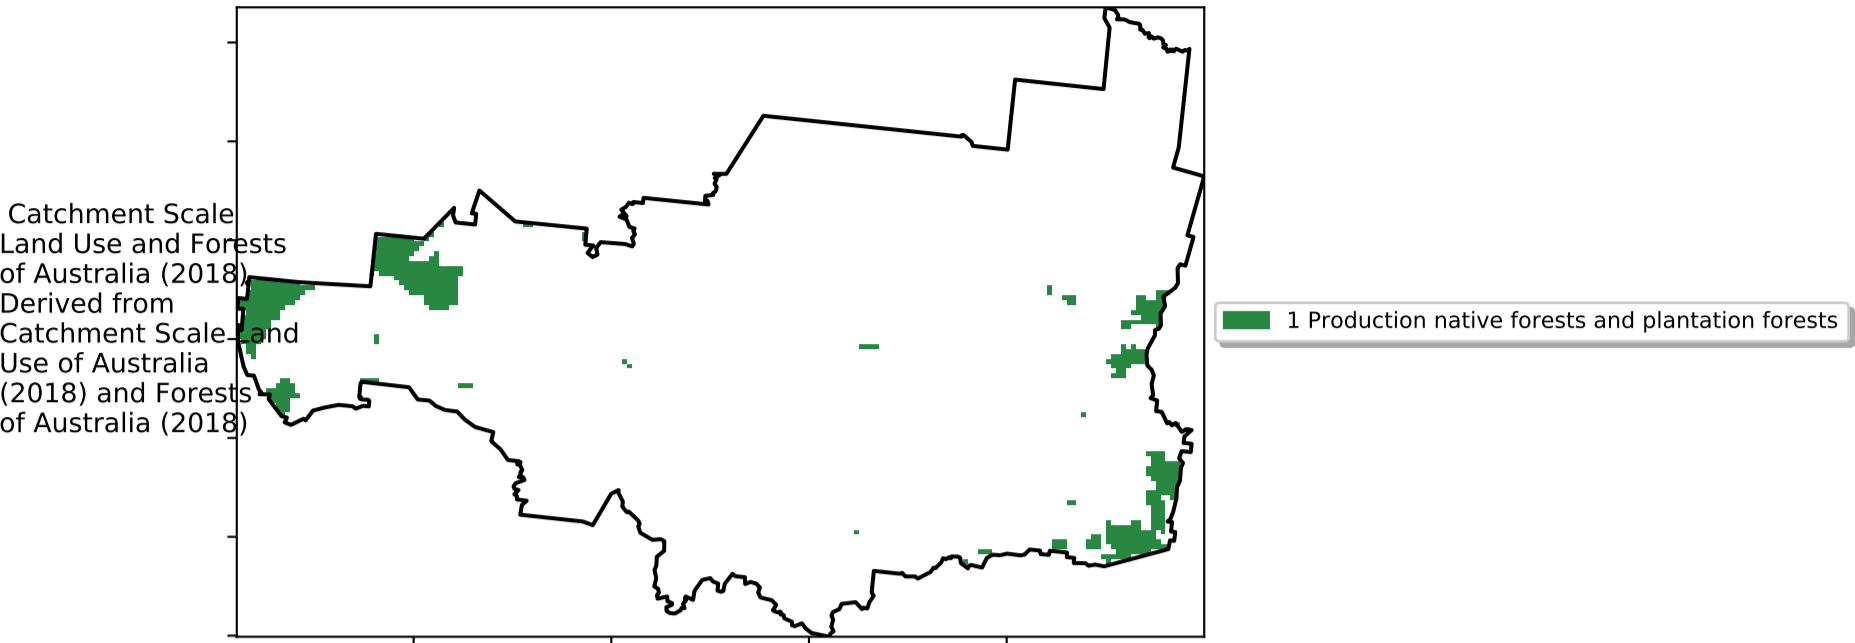 Catchment Scale
Land Use and Forests
of Australia (2018)
Derived from
Catchment Scale Land
Use of Australia
(2018) and Forests
of Australia (2018)
1 Production native forests and plantation forests